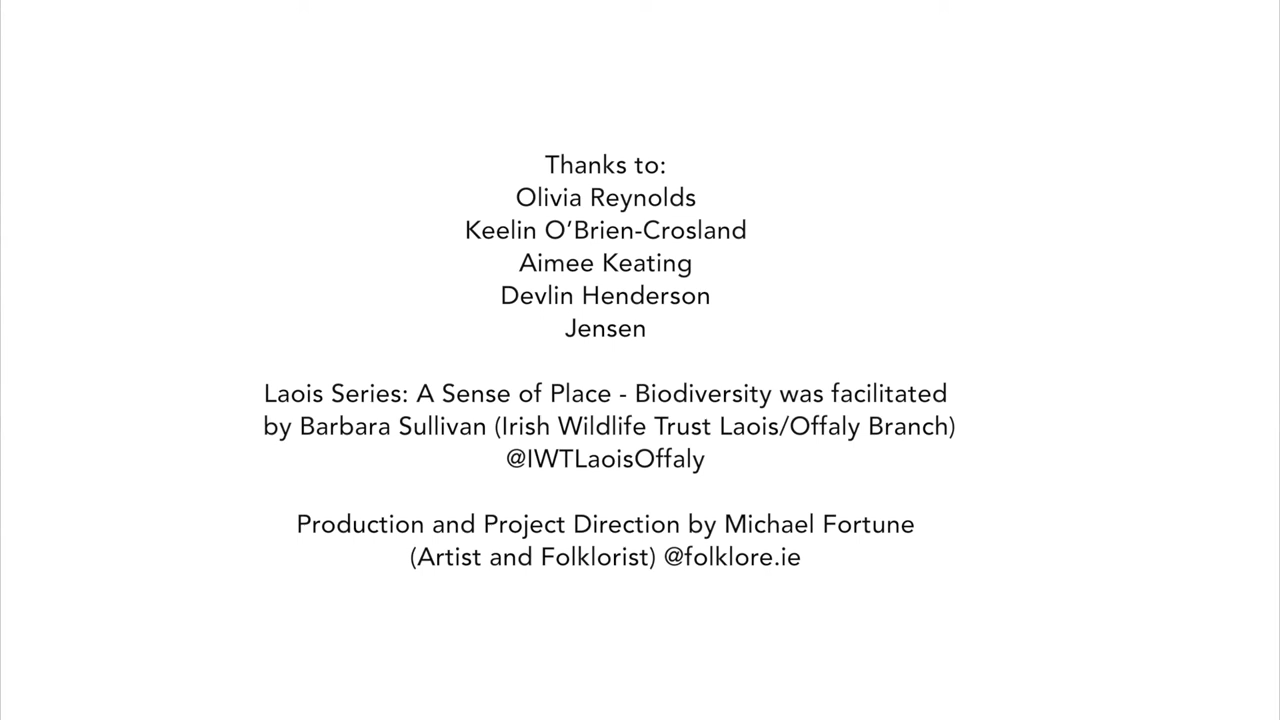 Thanks to:
Olivia Reynolds
Keelin O’Brien-Crosland
Aimee Keating
Devlin Henderson
Jensen
Laois Series: A Sense of Place - Biodiversity was facilitated
by Barbara Sullivan (Irish Wildlife Trust Laois/Offaly Branch)
@IWTLaoisOffaly
Production and Project Direction by Michael Fortune
(Artist and Folklorist) @folklore.ie